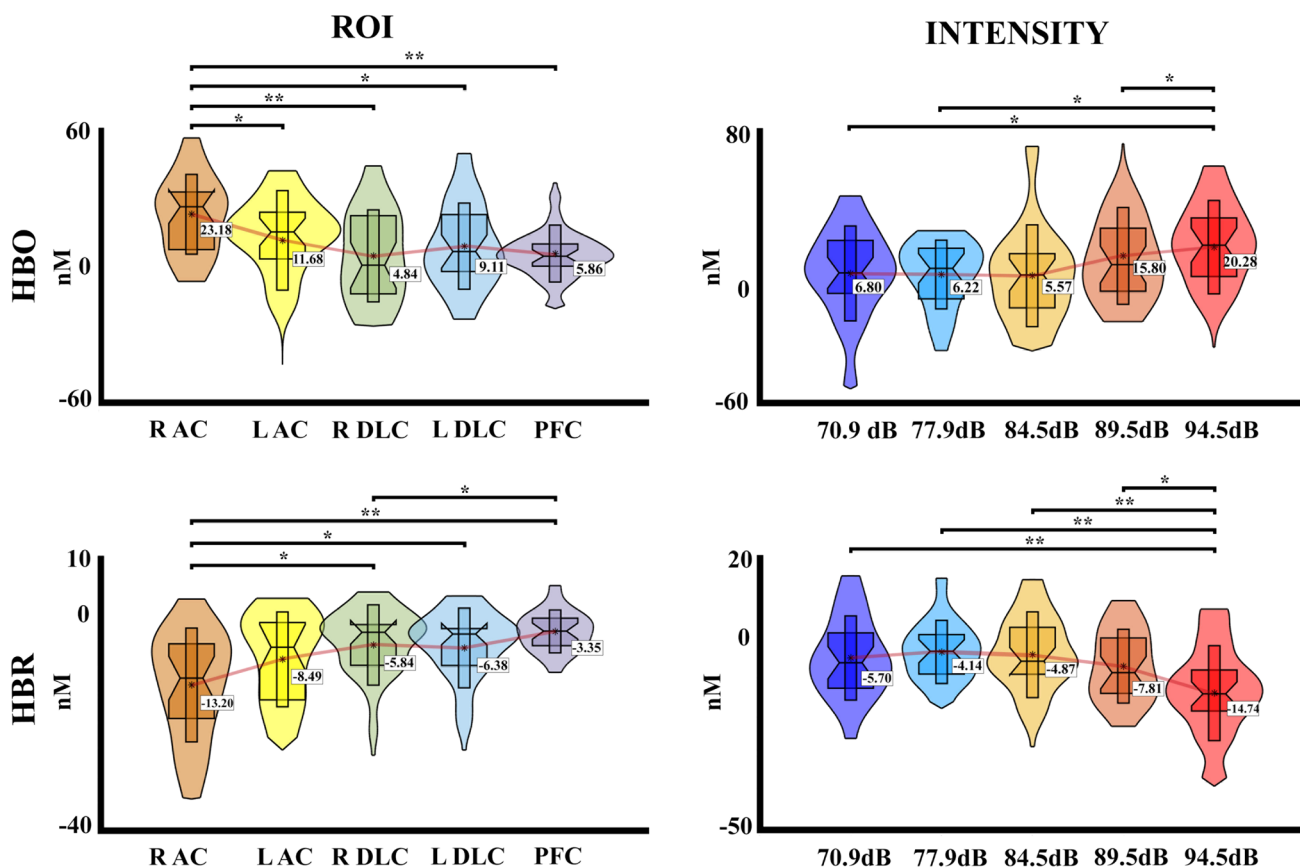 ROI
**
*
**
*
HBO
nM
60
0
-60
23.18
11.68
4.84
9.11
5.86
R AC
L AC
R DLC
L DLC
PFC
INTENSITY
*
*
*
nM
80
0
-60
6.80
6.22
5.57
15.80
20.28
70.9 dB
77.9dB
84.5dB
89.5dB
94.5dB
*
**
*
*
HBR
nM
10
0
-40
-13.20
-8.49
-5.84
-6.38
-3.35
R AC
L AC
R DLC
L DLC
PFC
*
**
**
**
nM
20
0
-50
-5.70
-4.14
-4.87
-7.81
-14.74
70.9dB
77.9dB
84.5dB
89.5dB
94.5dB